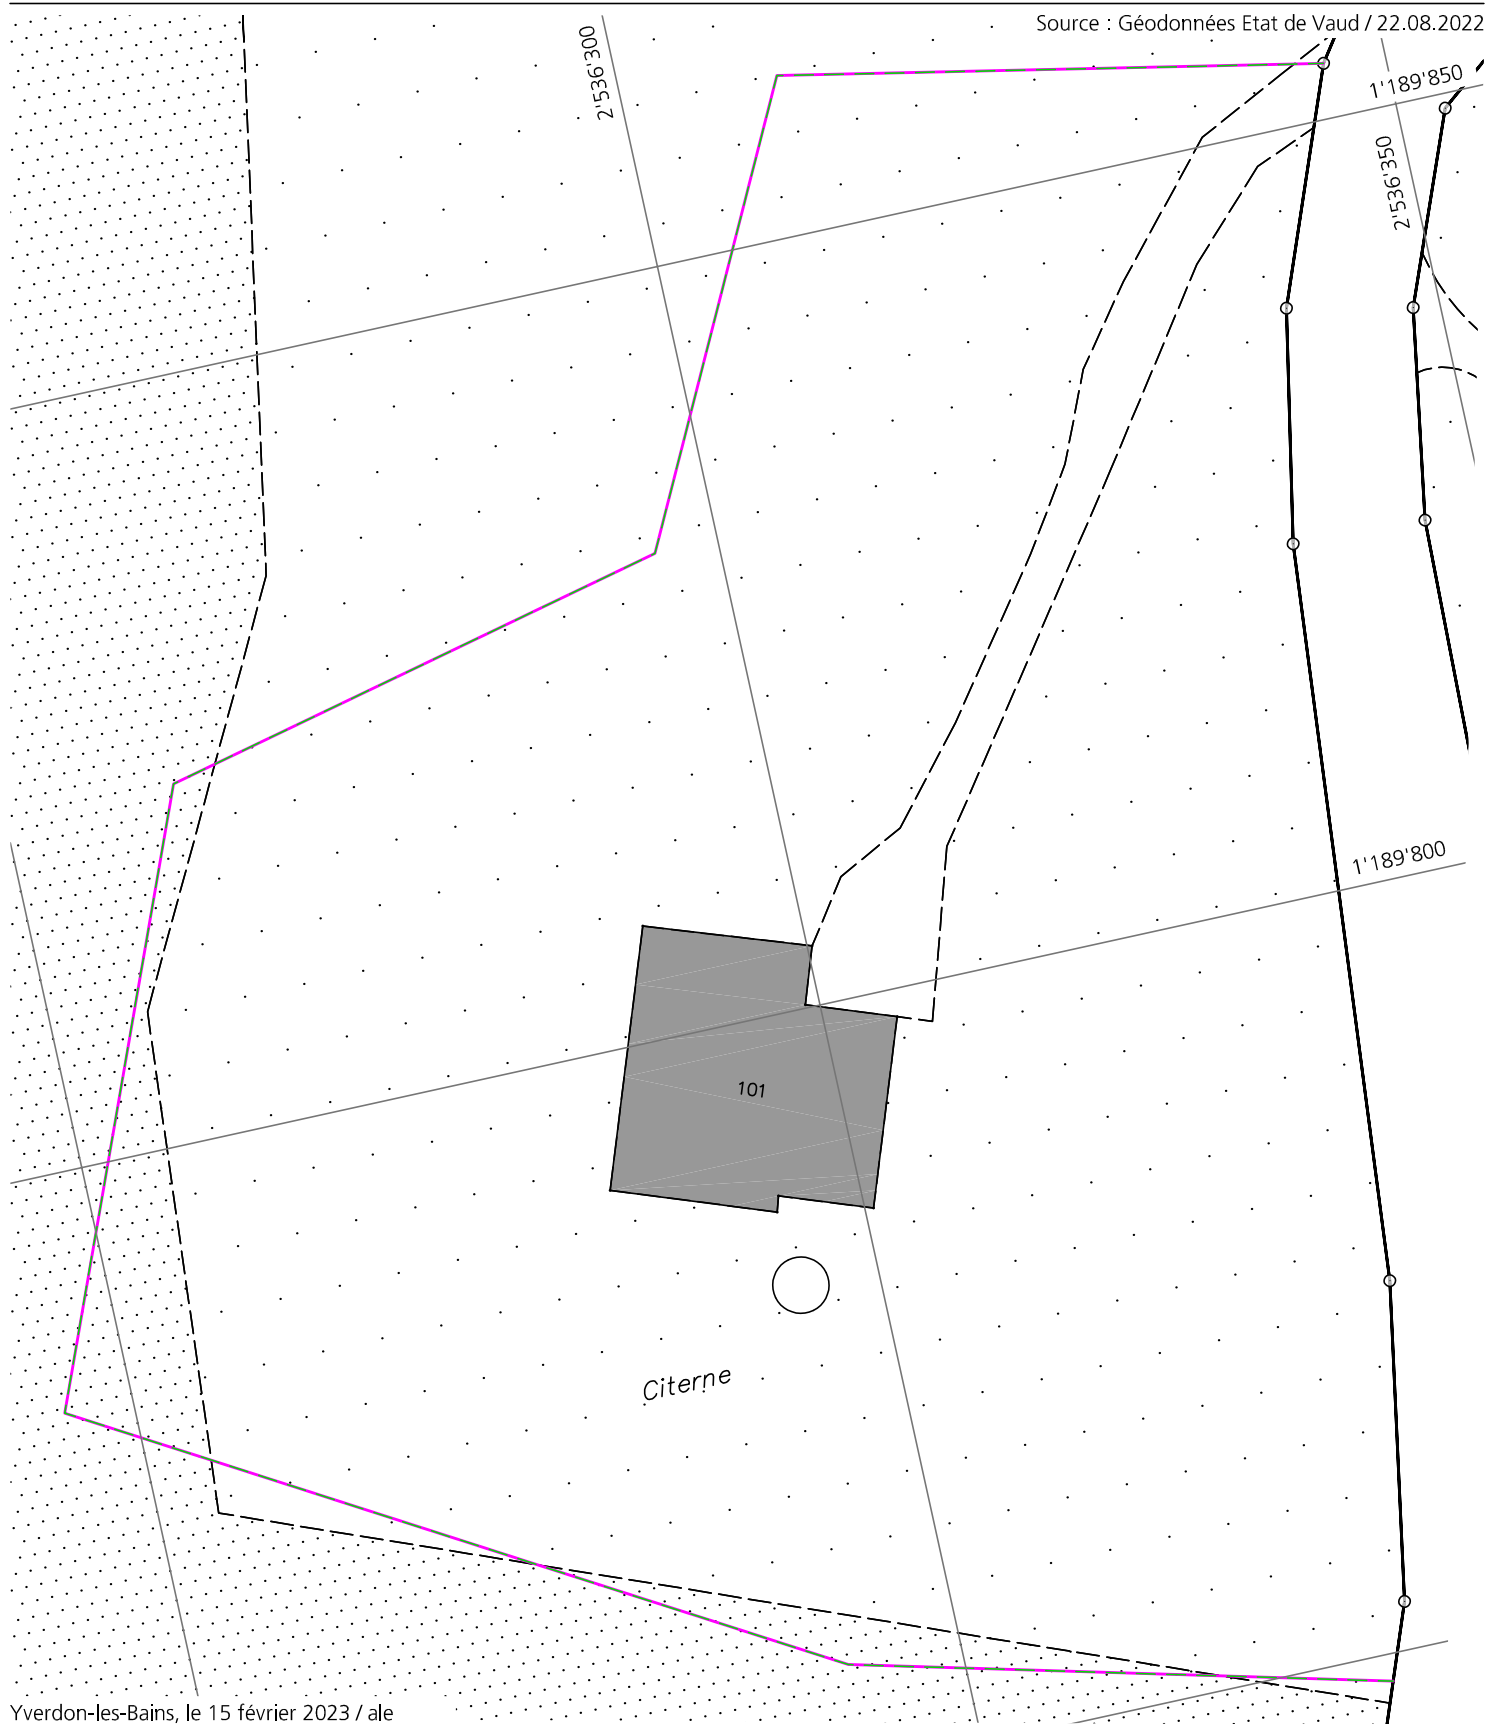 Source : Géodonnées Etat de Vaud / 22.08.2022
2'536'300
1'189'850
2'536'350
1'189'800
101
Citerne
Yverdon-les-Bains, le 15 février 2023 / ale